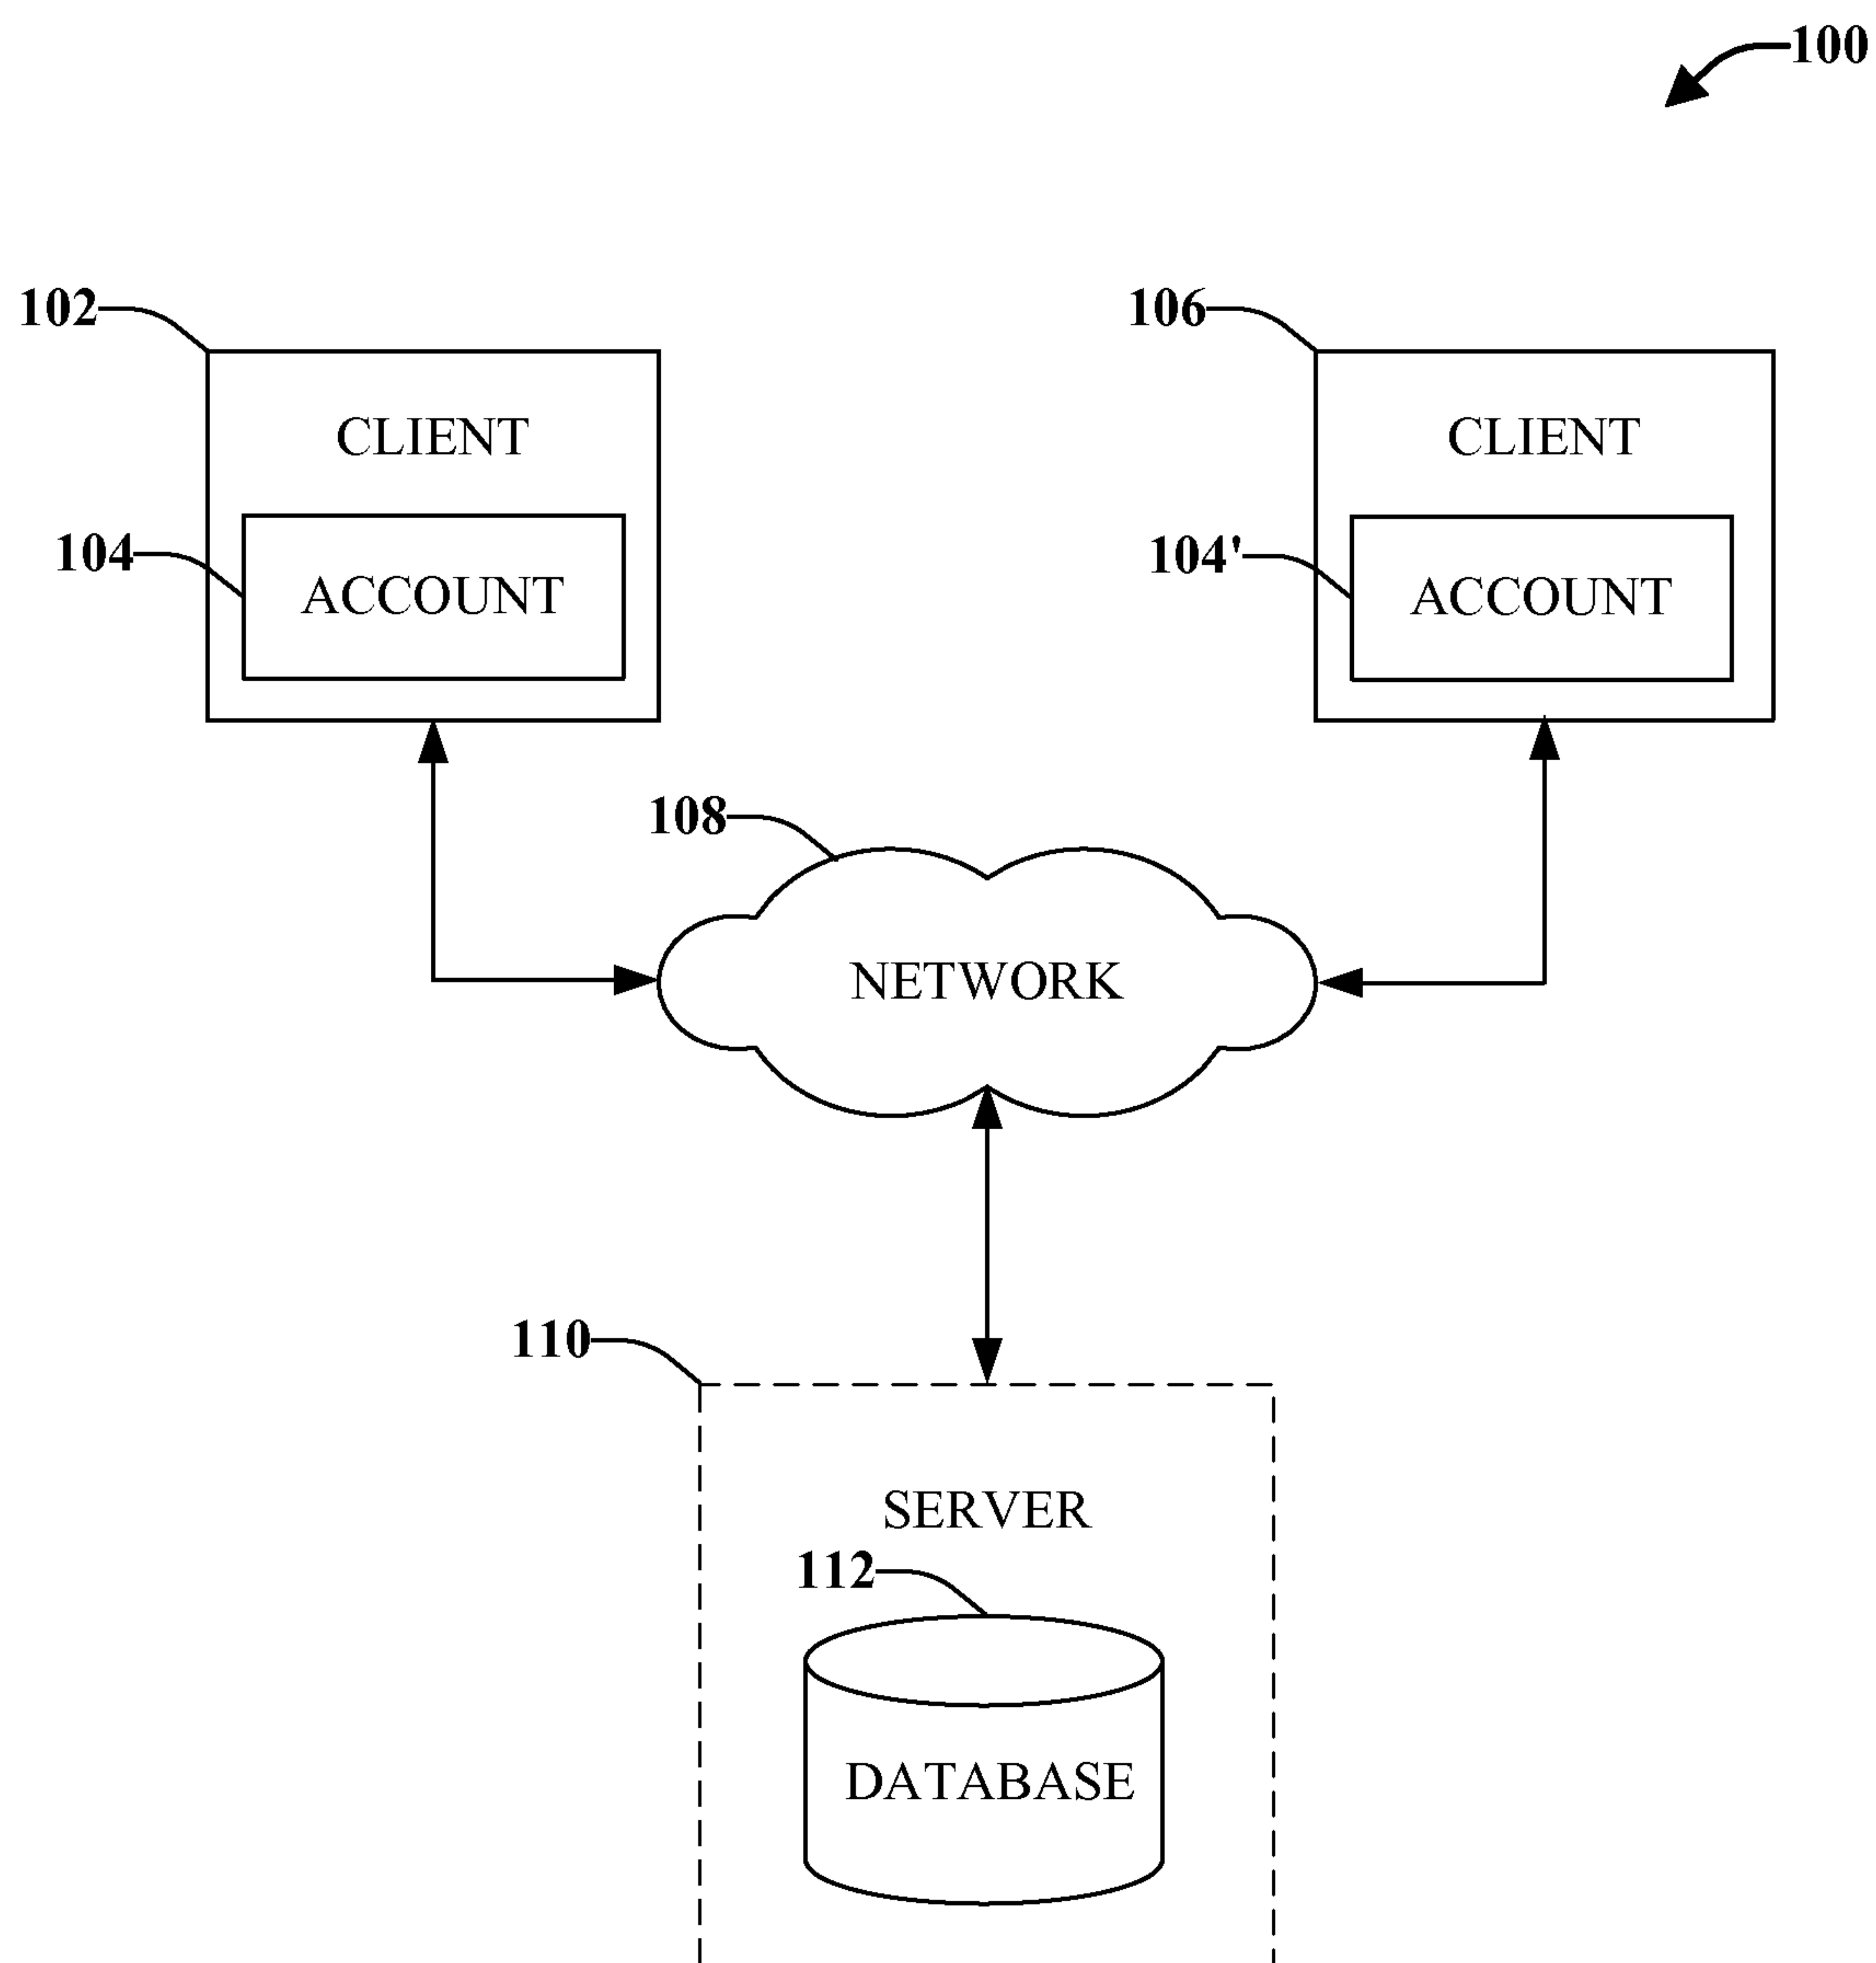 100
102
106
CLIENT
CLIENT
104
104'
ACCOUNT
ACCOUNT
108
NETWORK
110
SERVER
112
DATABASE